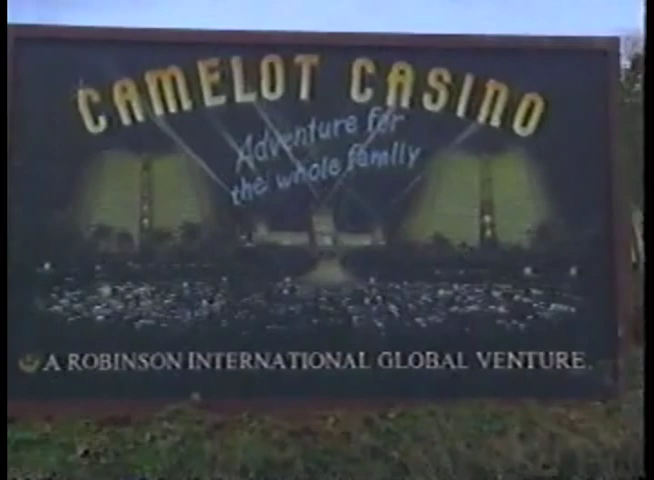 CAMELOT CASINO
Adventure for
the whole family
A ROBINSON INTERNATIONAL GLOBAL VENTURE